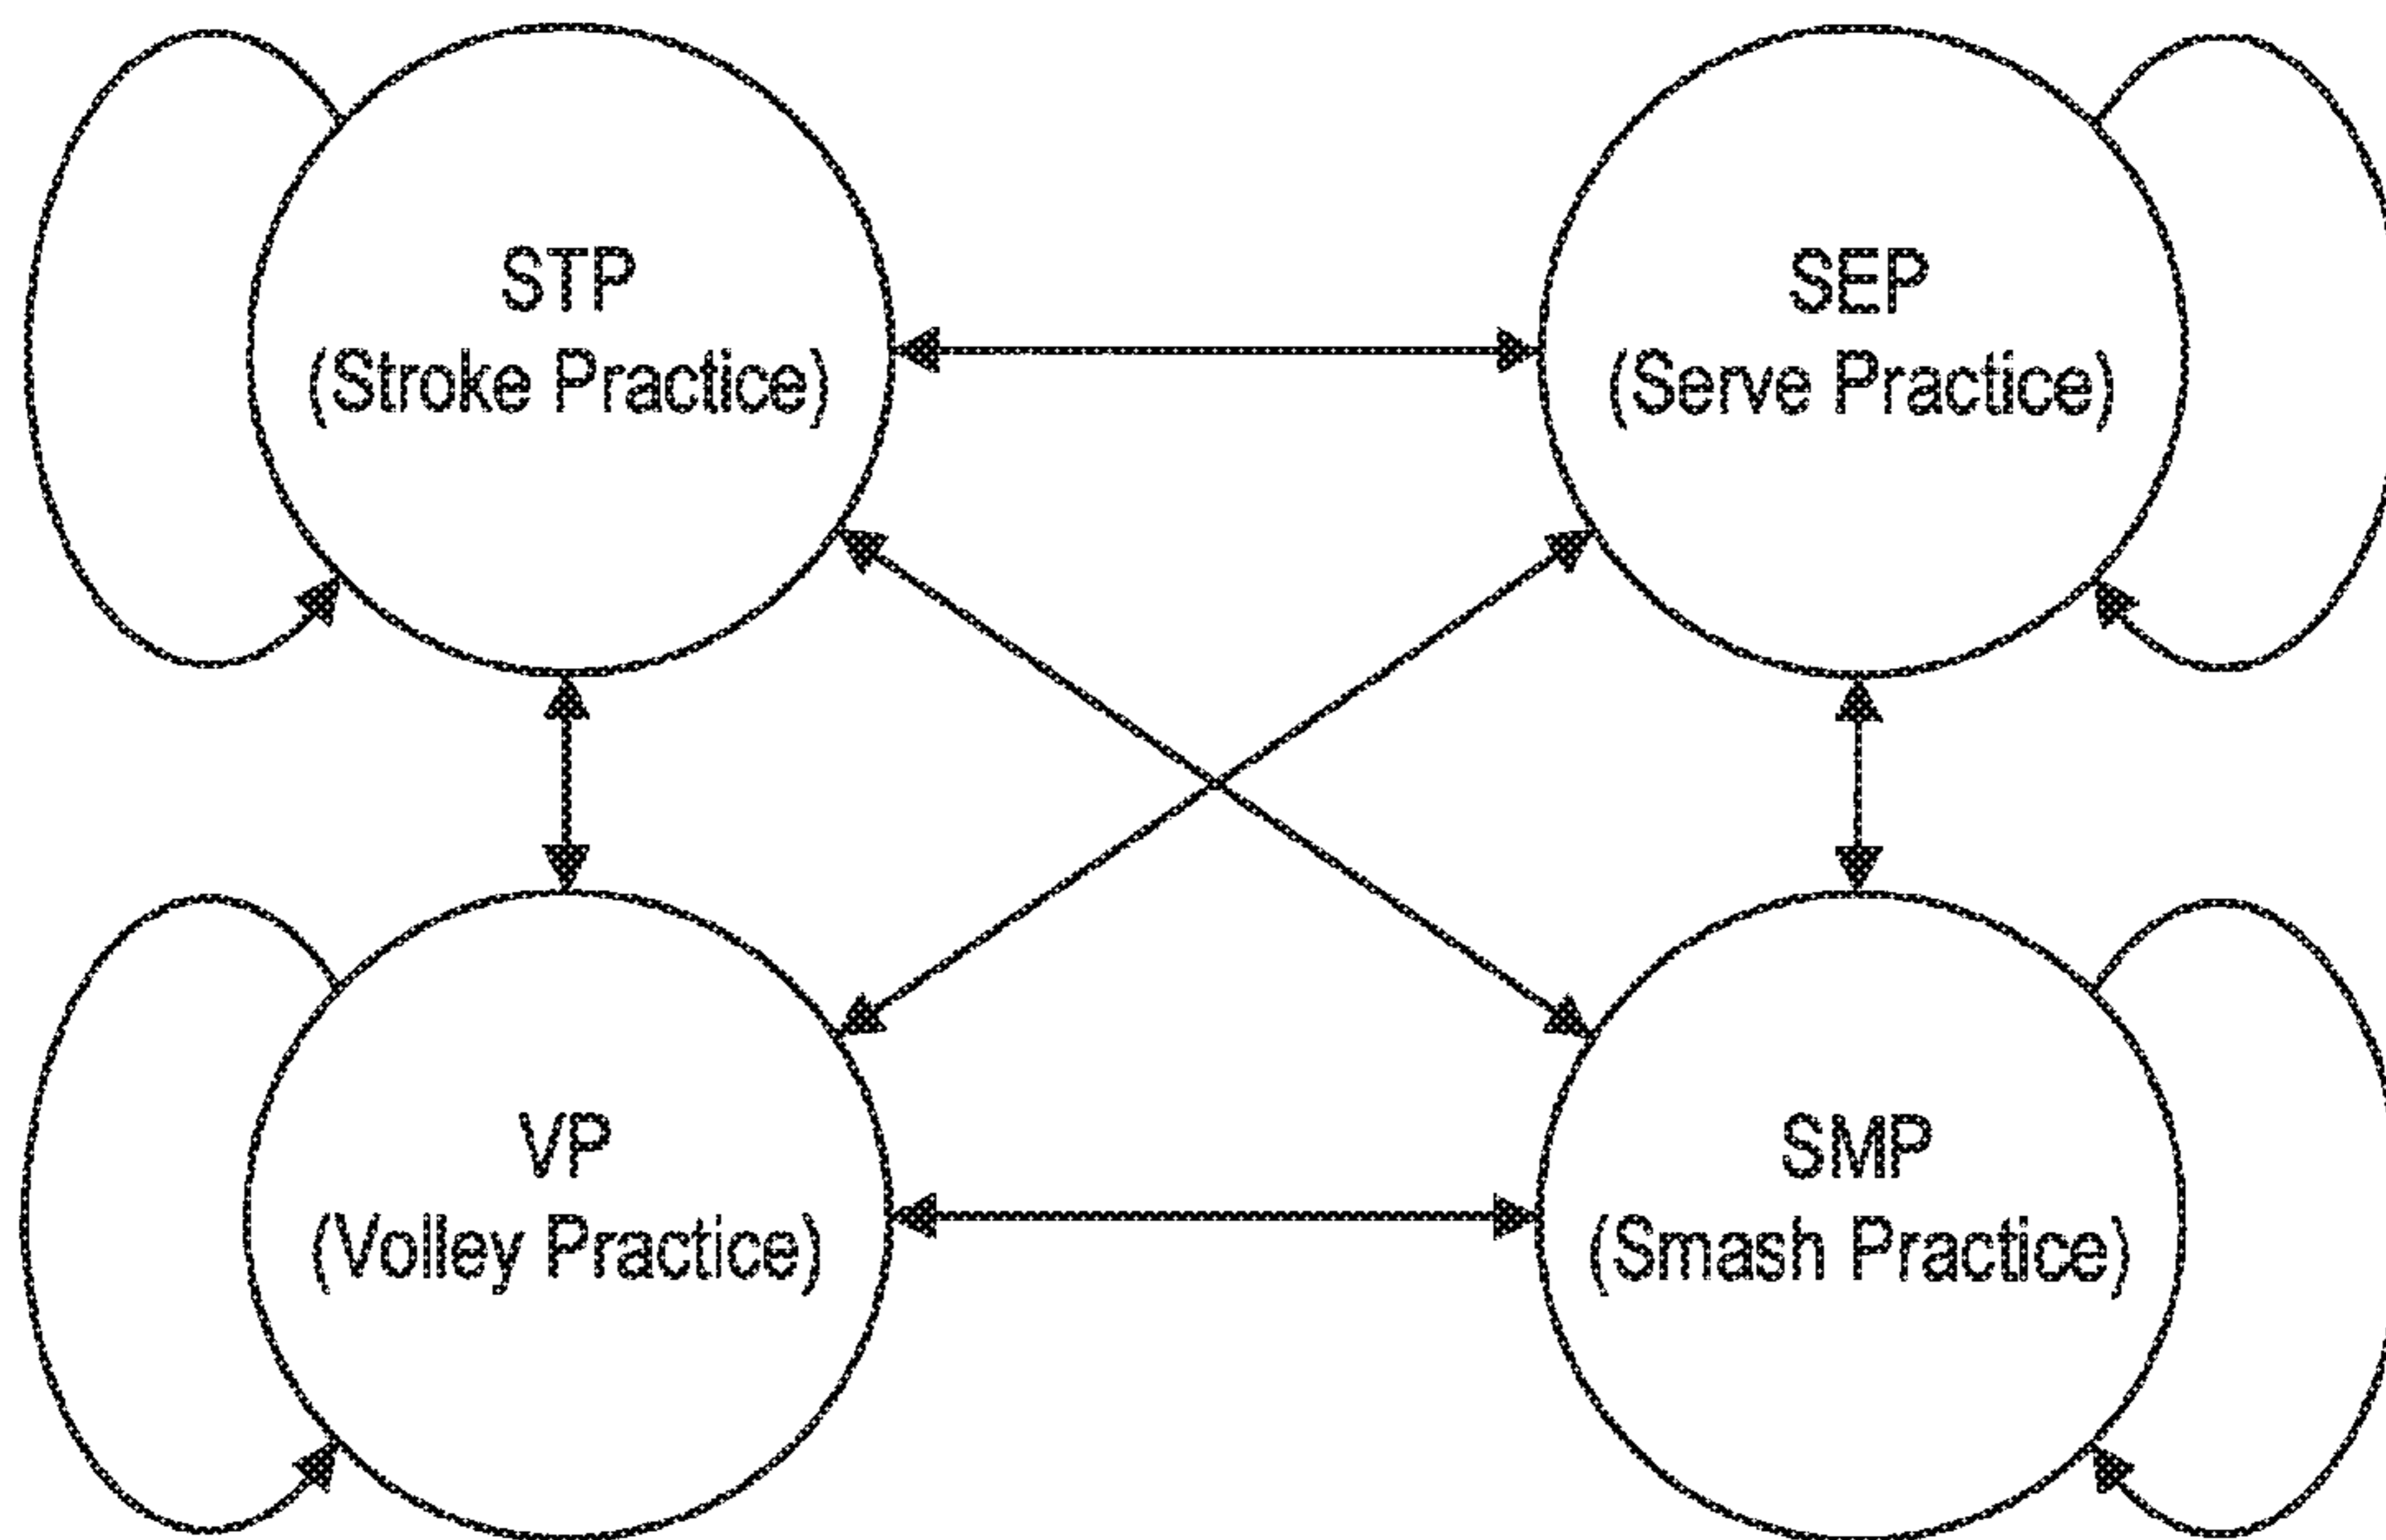 STP
(Stroke Practice)
SEP
(Serve Practice)
VP
(Volley Practice)
SMP
(Smash Practice)